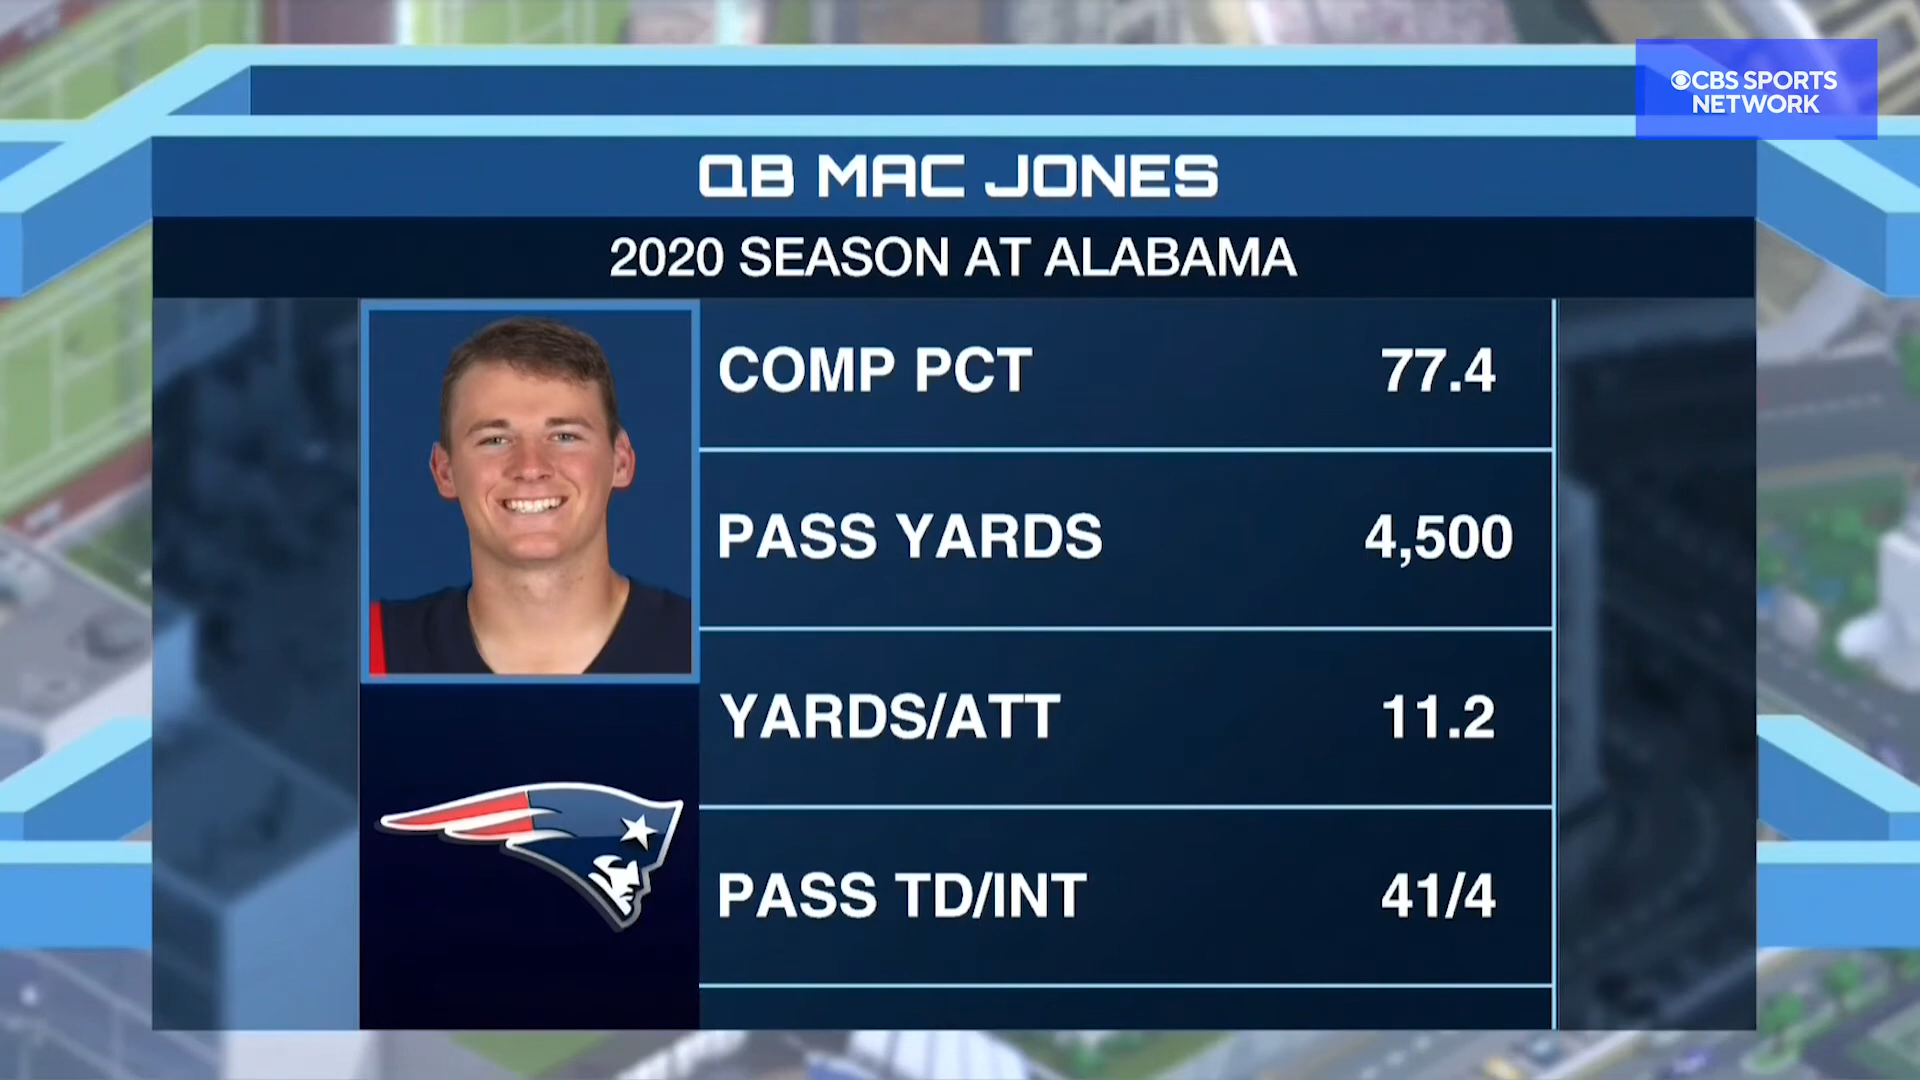 CBS SPORTS
NETWORK
QB MAC JONES
2020 SEASON AT ALABAMA
COMP PCT 77.4
PASS YARDS 4,500
YARDS/ATT 11.2
PASS TD/INT 41/4